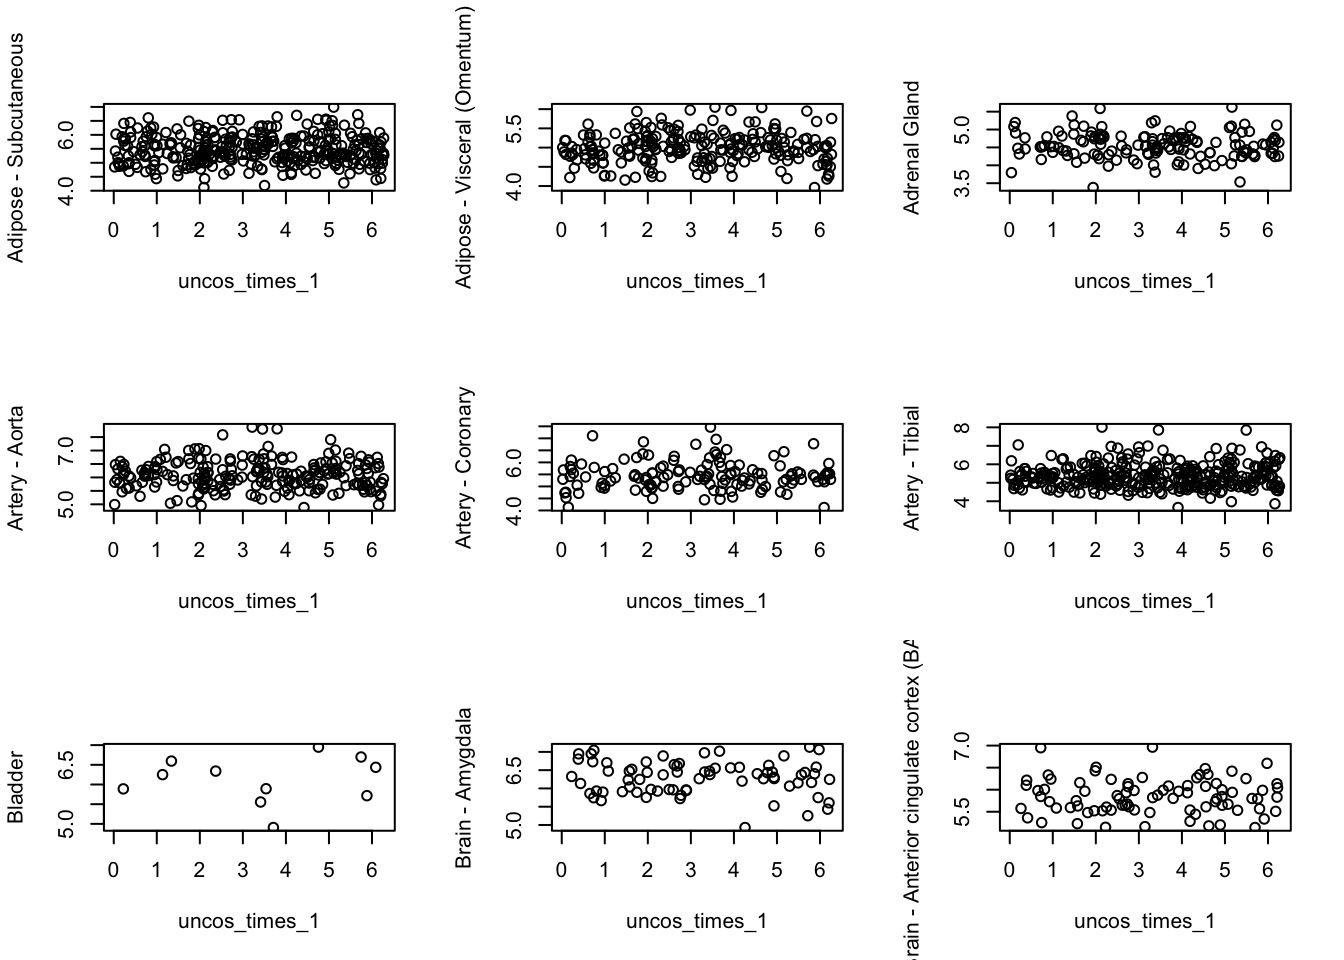 Adipose - Subcutaneous
4.0 6.0
0 1 2 3 4 5 6
uncos_times_1
Adipose - Visceral (Omentum)
4.0 5.5
0 1 2 3 4 5 6
uncos_times_1
Adrenal Gland
3.5 5.0
0 1 2 3 4 5 6
uncos_times_1
Artery - Aorta
5.0 7.0
0 1 2 3 4 5 6
uncos_times_1
Artery - Coronary
4.0 6.0
0 1 2 3 4 5 6
uncos_times_1
Artery - Tibial
4 6 8
0 1 2 3 4 5 6
uncos_times_1
Bladder
5.0 6.5
0 1 2 3 4 5 6
uncos_times_1
Brain - Amygdala
5.0 6.5
0 1 2 3 4 5 6
uncos_times_1
rain - Anterior cingulate cortex (BA
5.5 7.0
0 1 2 3 4 5 6
uncos_times_1